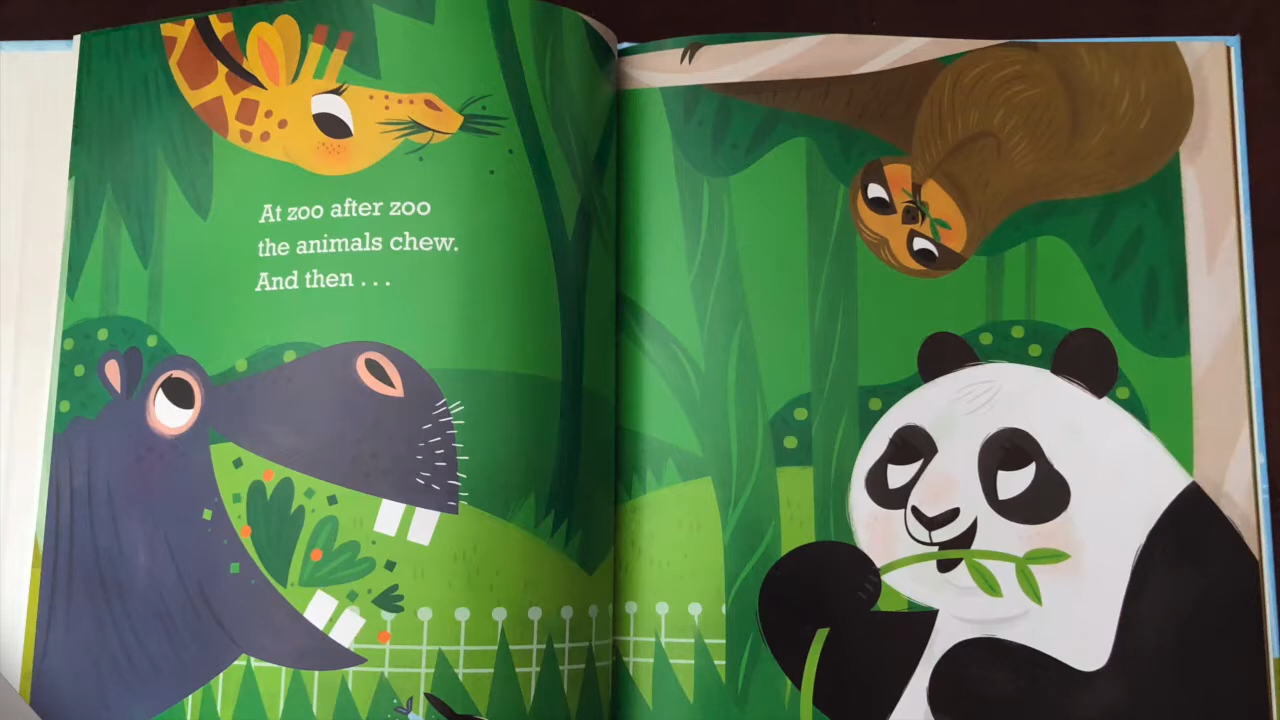 At zoo after zoo
the animals chew.
And then . . .